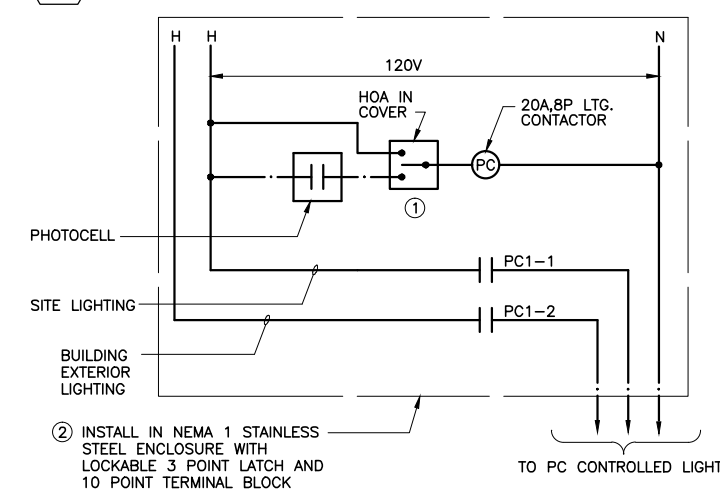 H H N
120V
HOA IN
COVER
20A,8P LTG.
CONTACTOR
PC
1
PHOTOCELL
PC1-1
SITE LIGHTING
PC1-2
BUILDING
EXTERIOR
LIGHTING
2 INSTALL IN NEMA 1 STAINLESS
STEEL ENCLOSURE WITH
LOCKABLE 3 POINT LATCH AND
10 POINT TERMINAL BLOCK
TO PC CONTROLLED LIGHT